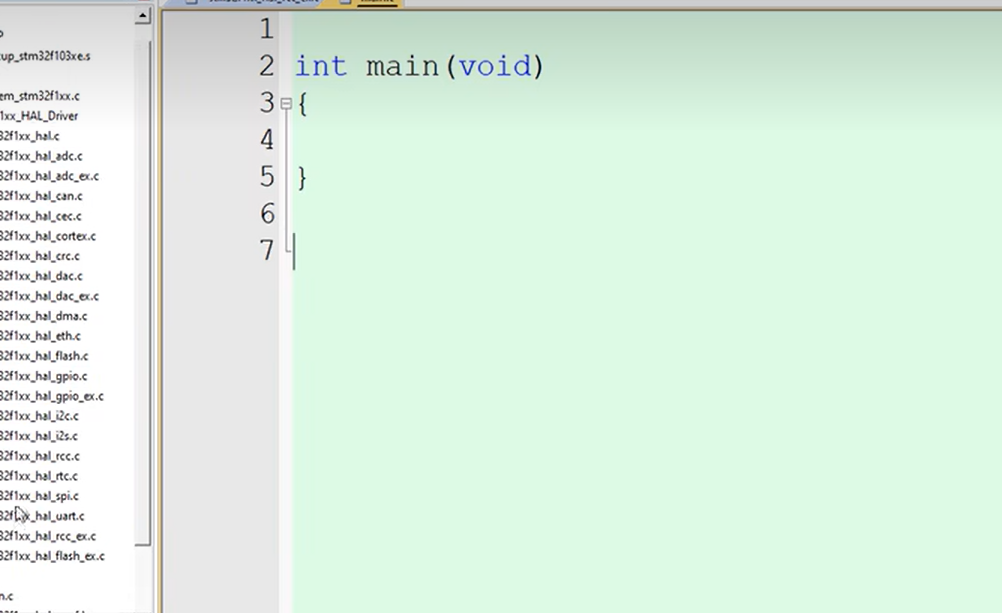 up_stm32f103xe.s
em_stm32f1xx.c
1xx_HAL_Driver
32f1xx_hal.c
32f1xx_hal_adc.c
32f1xx_hal_adc_ex.c
32f1xx_hal_can.c
32f1xx_hal_cec.c
32f1xx_hal_cortex.c
32f1xx_hal_crc.c
32f1xx_hal_dac.c
32f1xx_hal_dac_ex.c
32f1xx_hal_dma.c
32f1xx_hal_eth.c
32f1xx_hal_flash.c
32f1xx_hal_gpio.c
32f1xx_hal_gpio_ex.c
32f1xx_hal_i2c.c
32f1xx_hal_i2s.c
32f1xx_hal_rcc.c
32f1xx_hal_rtc.c
32f1xx_hal_spi.c
32f1xx_hal_uart.c
32f1xx_hal_rcc_ex.c
32f1xx_hal_flash_ex.c
n.c
1
2 int main(void)
3 {
4
5 }
6
7